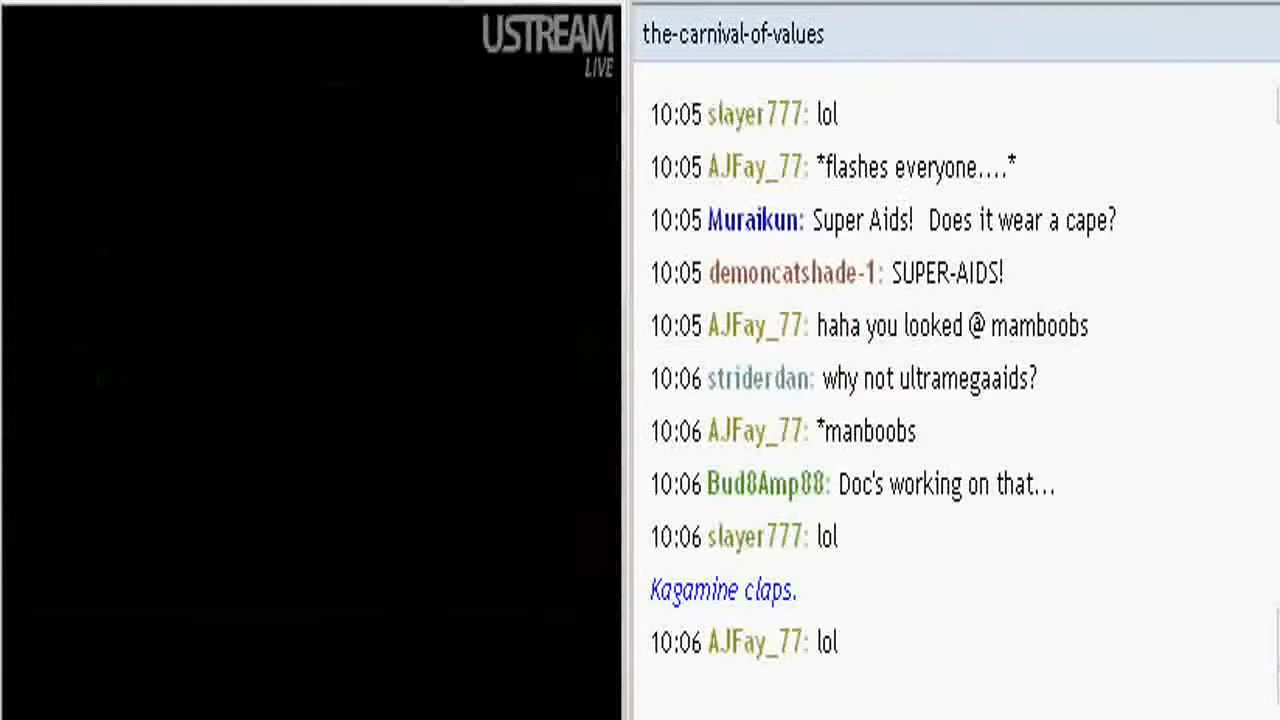 USTREAM
LIVE
the-carnival-of-values
10:05 slayer777: lol
10:05 AJFay_77: *flashes everyone....*
10:05 Muraikun: Super Aids!  Does it wear a cape?
10:05 demoncatshade-1: SUPER-AIDS!
10:05 AJFay_77: haha you looked @ mamboobs
10:06 striderdan: why not ultramegaaids?
10:06 AJFay_77: *manboobs
10:06 Bud8Amp88: Doc's working on that...
10:06 slayer777: lol
Kagamine claps.
10:06 AJFay_77: lol